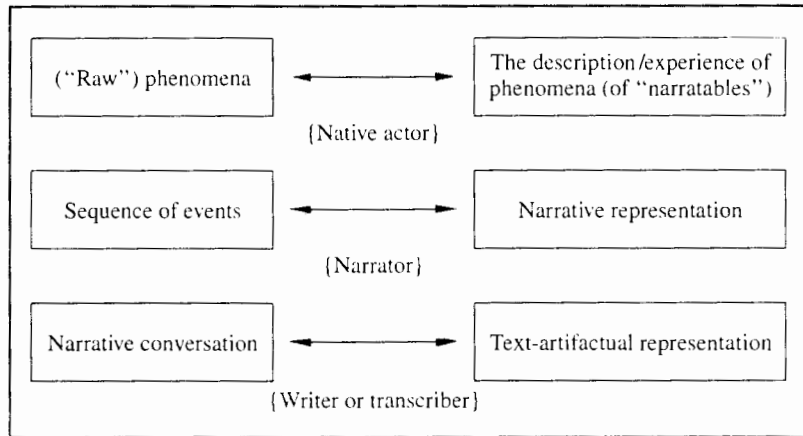 (“Raw”) phenomena
The description/experience of
phenomena (of “narratables”)
{Native actor}
Sequence of events
Narrative representation
{Narrator}
Narrative conversation
Text-artifactual representation
{Writer or transcriber}